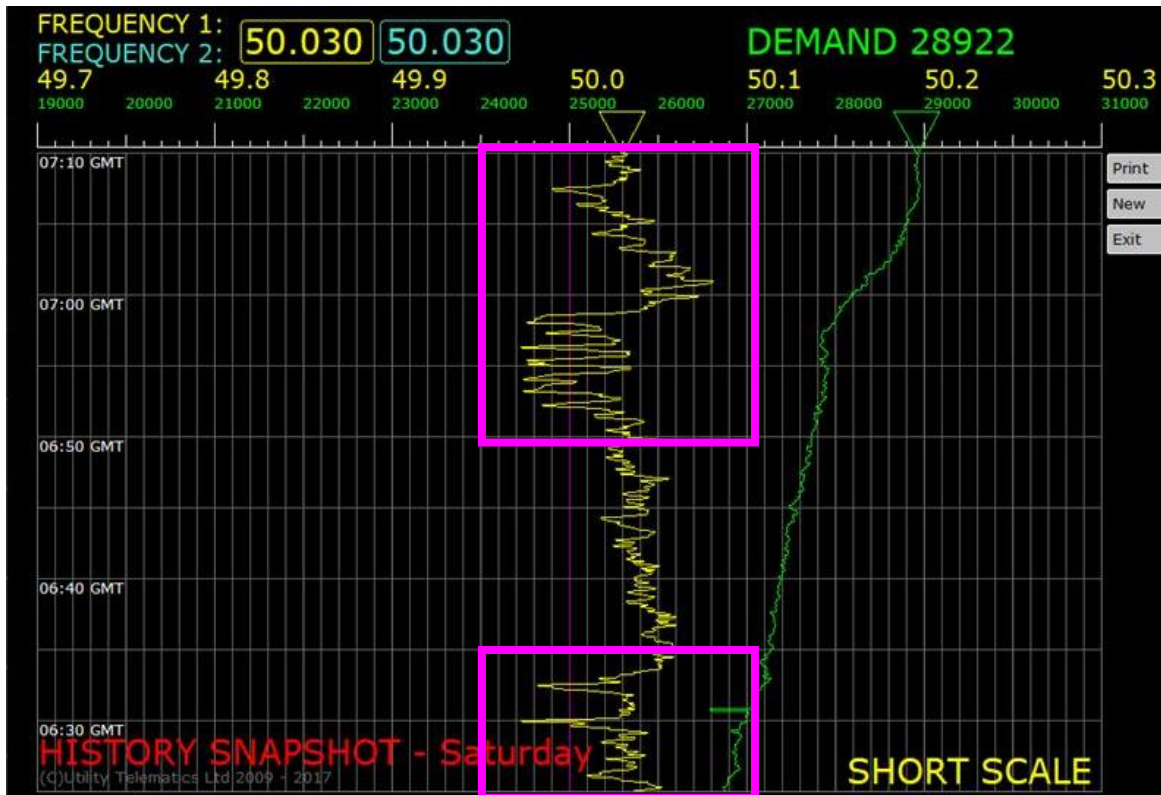 FREQUENCY 1: 50.030 50.030 DEMAND 28922
FREQUENCY 2:
49.7 49.8 49.9 50.0 50.1 50.2 50.3
19000 20000 21000 22000 23000 24000 25000 26000 27000 28000 29000 30000 31000
07:10 GMT
Print
New
Exit
07:00 GMT
06:50 GMT
06:40 GMT
06:30 GMT
HISTORY SNAPSHOT - Saturday
(C)Utility Telematics Ltd 2009 - 2017
SHORT SCALE